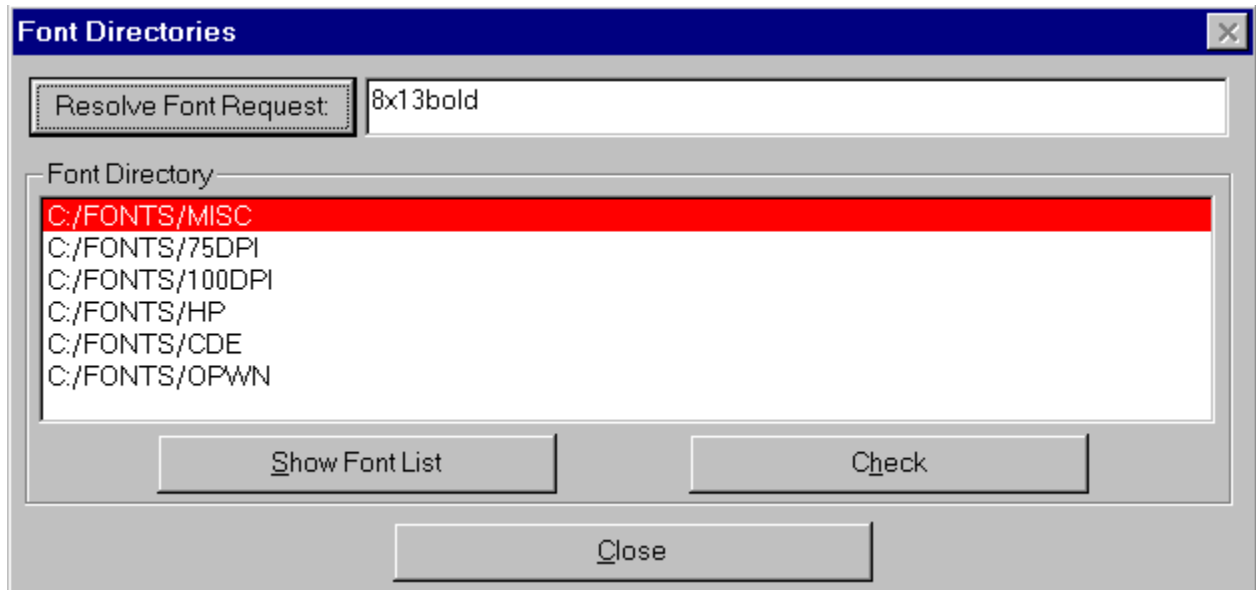 Font Directories
Resolve Font Request: 8x13bold
Font Directory
C:/FONTS/MISC
C:/FONTS/75DPI
C:/FONTS/100DPI
C:/FONTS/HP
C:/FONTS/CDE
C:/FONTS/OPWN
Show Font List Check
Close